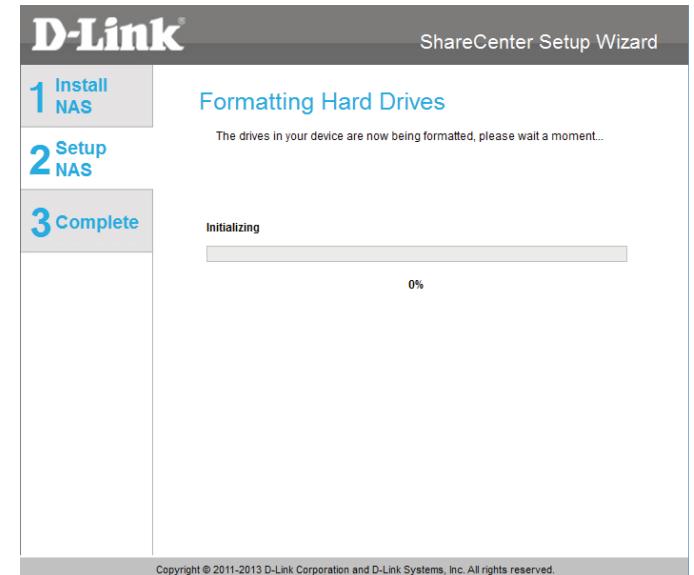 D-Link®
ShareCenter Setup Wizard
1 Install
NAS
2 Setup
NAS
3 Complete
Formatting Hard Drives
The drives in your device are now being formatted, please wait a moment...
Initializing
0%
Copyright © 2011-2013 D-Link Corporation and D-Link Systems, Inc. All rights reserved.